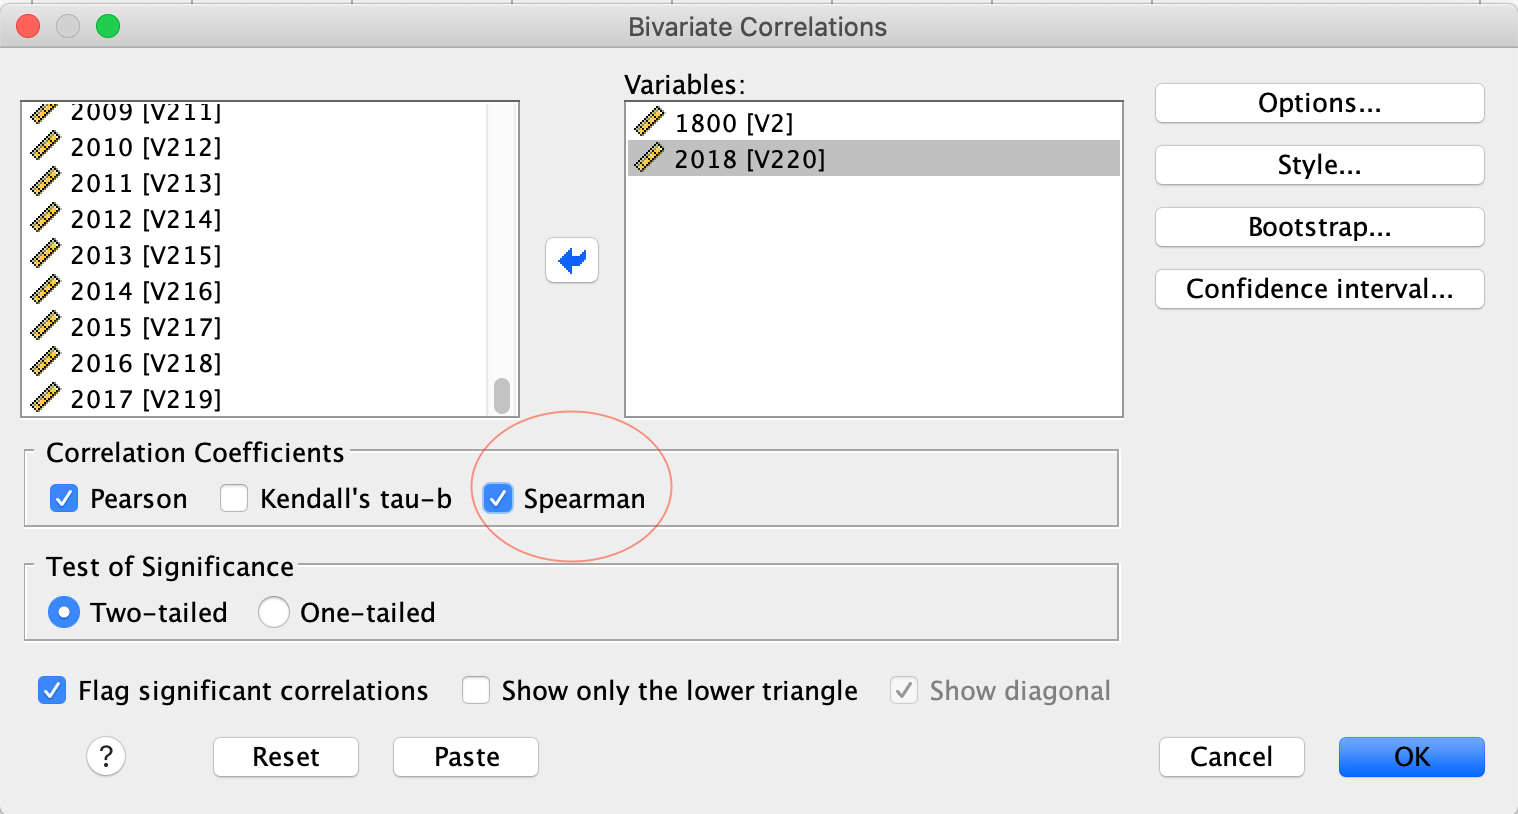 Bivariate Correlations
2009 [V211]
2010 [V212]
2011 [V213]
2012 [V214]
2013 [V215]
2014 [V216]
2015 [V217]
2016 [V218]
2017 [V219]
Variables:
1800 [V2]
2018 [V220]
Options...
Style...
Bootstrap...
Confidence interval...
Correlation Coefficients
Pearson Kendall's tau-b Spearman
Test of Significance
Two-tailed One-tailed
Flag significant correlations Show only the lower triangle Show diagonal
? Reset Paste Cancel OK